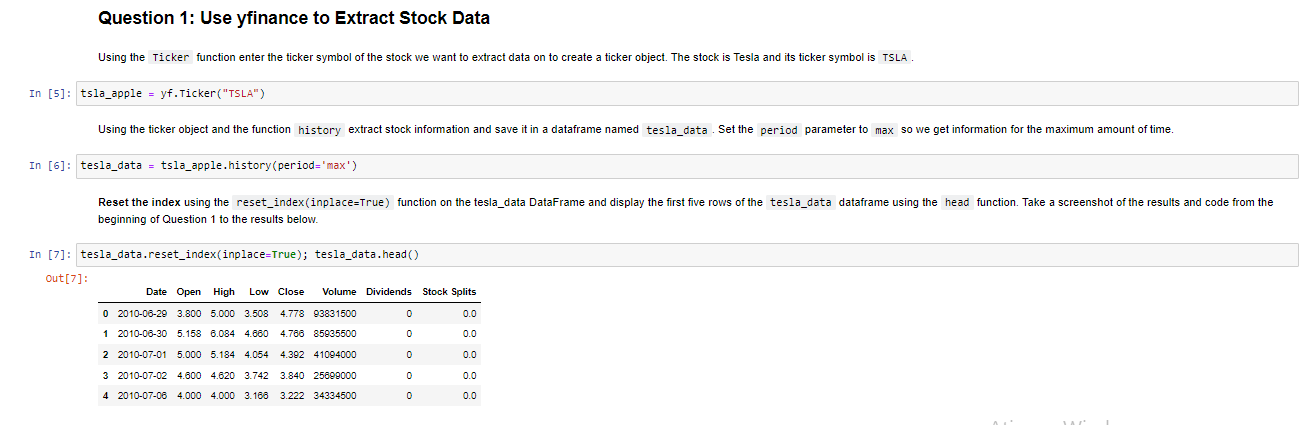 Question 1: Use yfinance to Extract Stock Data
Using the Ticker function enter the ticker symbol of the stock we want to extract data on to create a ticker object. The stock is Tesla and its ticker symbol is TSLA .
In [5]: tsla_apple = yf.Ticker("TSLA")
Using the ticker object and the function history extract stock information and save it in a dataframe named tesla_data . Set the period parameter to max so we get information for the maximum amount of time.
In [6]: tesla_data = tsla_apple.history(period='max')
Reset the index using the reset_index(inplace=True) function on the tesla_data DataFrame and display the first five rows of the tesla_data dataframe using the head function. Take a screenshot of the results and code from the
beginning of Question 1 to the results below.
In [7]: tesla_data.reset_index(inplace=True); tesla_data.head()
Out[7]:
Date Open High Low Close Volume Dividends Stock Splits
0 2010-06-29 3.800 5.000 3.508 4.778 93831500 0 0.0
1 2010-06-30 5.158 6.084 4.660 4.766 85935500 0 0.0
2 2010-07-01 5.000 5.184 4.054 4.392 41094000 0 0.0
3 2010-07-02 4.600 4.620 3.742 3.840 25699000 0 0.0
4 2010-07-06 4.000 4.000 3.166 3.222 34334500 0 0.0